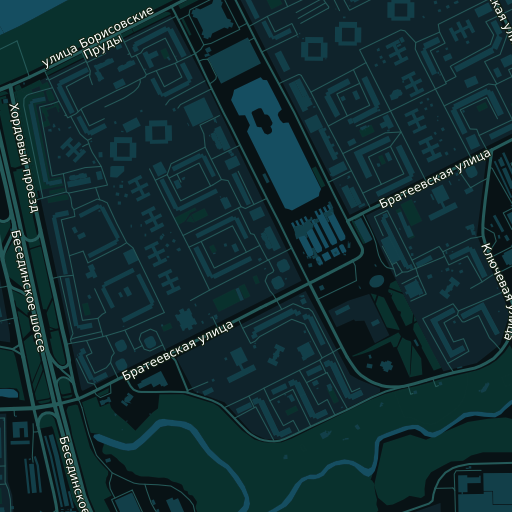 улица Борисовские
Пруды
Хордовый проезд
Братеевская улица
Бесединское шоссе
Ключевая улица
Братеевская улица
Бесединское